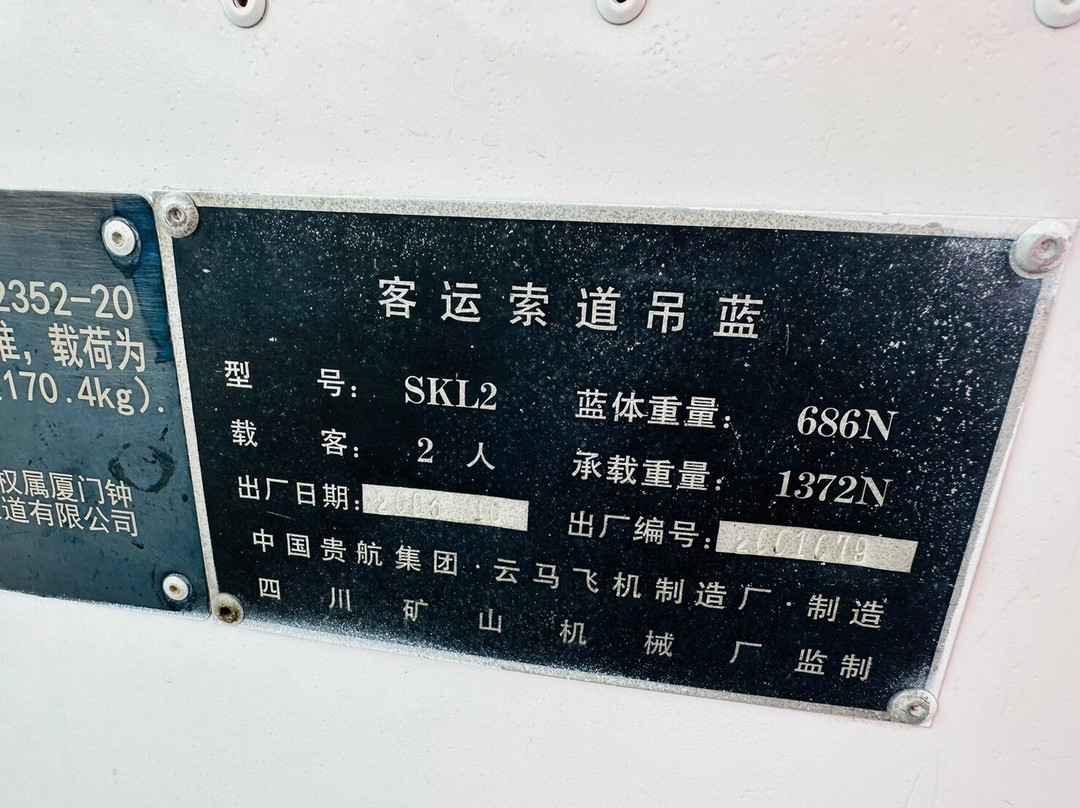 2352-20
准, 载荷为
170.4kg).
权属厦门钟
道有限公司
客运索道吊蓝
型 号: SKL2 蓝体重量: 686N
载 客: 2 人 承载重量: 1372N
出厂日期: 出厂编号:
中国贵航集团·云马飞机制造厂·制造
四川矿山机械厂监制